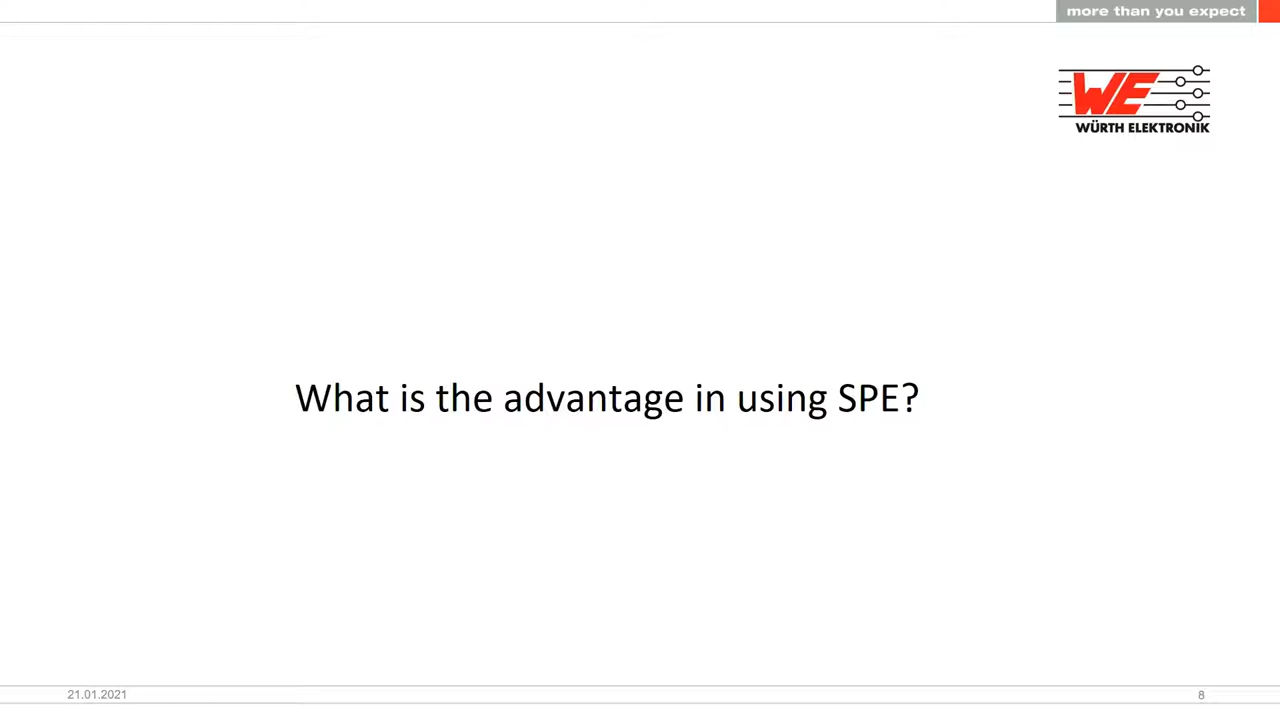 more than you expect
WE
WÜRTH ELEKTRONIK
What is the advantage in using SPE?
21.01.2021
8